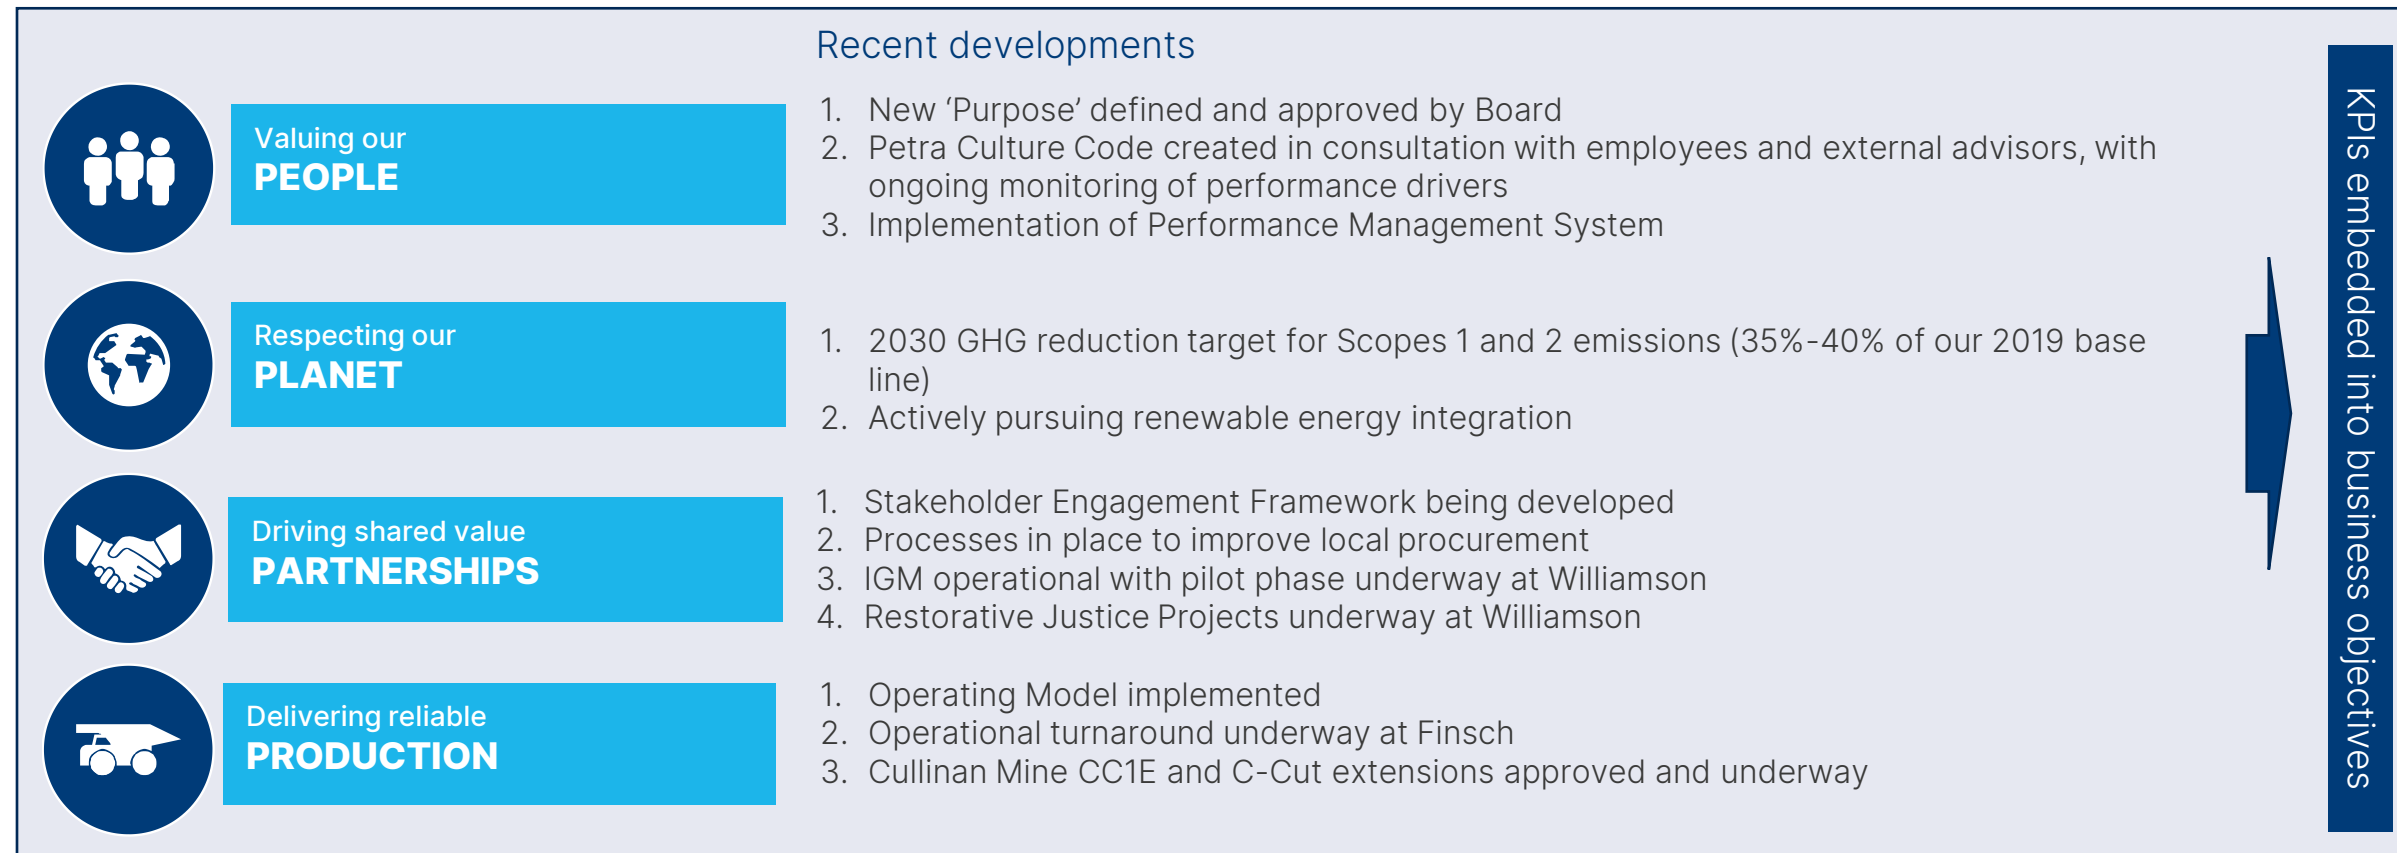 Recent developments
Valuing our
PEOPLE
1. New ‘Purpose’ defined and approved by Board
2. Petra Culture Code created in consultation with employees and external advisors, with
ongoing monitoring of performance drivers
3. Implementation of Performance Management System
Respecting our
PLANET
1. 2030 GHG reduction target for Scopes 1 and 2 emissions (35%-40% of our 2019 base
line)
2. Actively pursuing renewable energy integration
Driving shared value
PARTNERSHIPS
1. Stakeholder Engagement Framework being developed
2. Processes in place to improve local procurement
3. IGM operational with pilot phase underway at Williamson
4. Restorative Justice Projects underway at Williamson
Delivering reliable
PRODUCTION
1. Operating Model implemented
2. Operational turnaround underway at Finsch
3. Cullinan Mine CC1E and C-Cut extensions approved and underway
KPIs embedded into business objectives